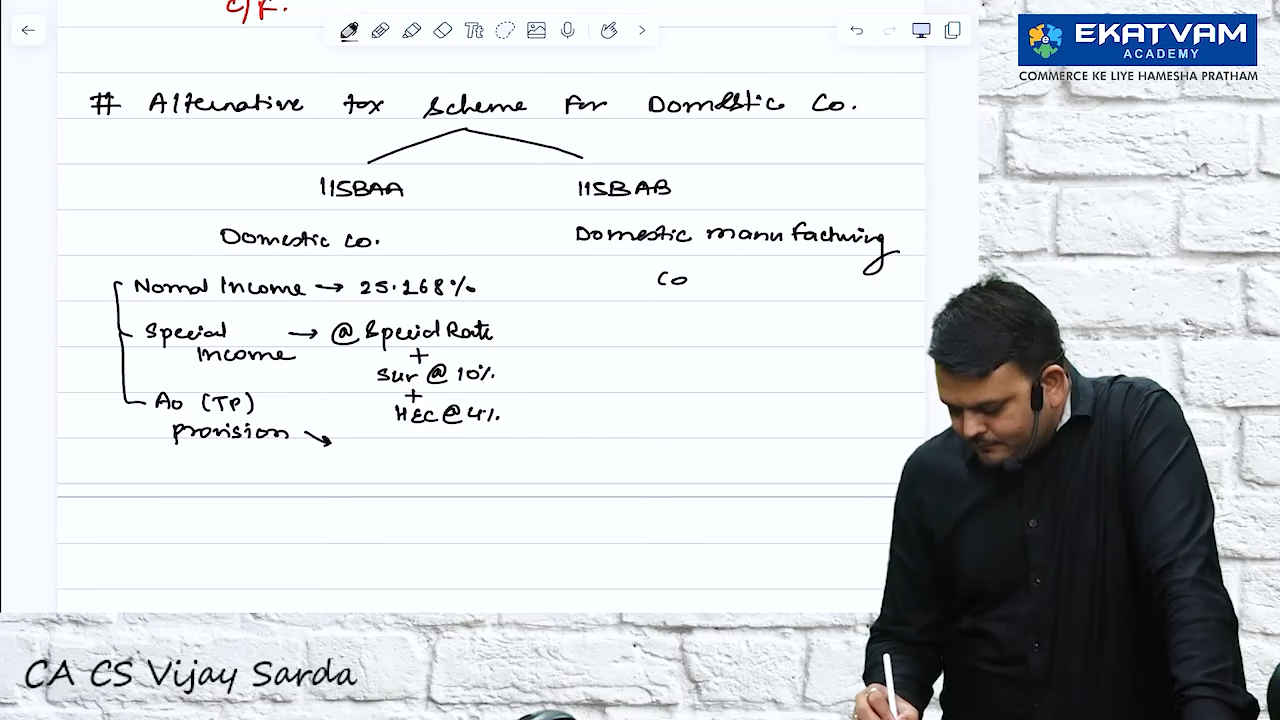 c/f.
EKATVAM
ACADEMY
COMMERCE KE LIYE HAMESHA PRATHAM
# Alternative tax Scheme For Domestic Co.
115BAA 115BAB
Domestic Co. Domestic manufacturing
Co
Normal Income → 25.168%
Special → @ Special Rate
Income
+
Sur @ 10%.
+
HEC @ 4%.
AO (TP)
provision →
CA CS Vijay Sarda